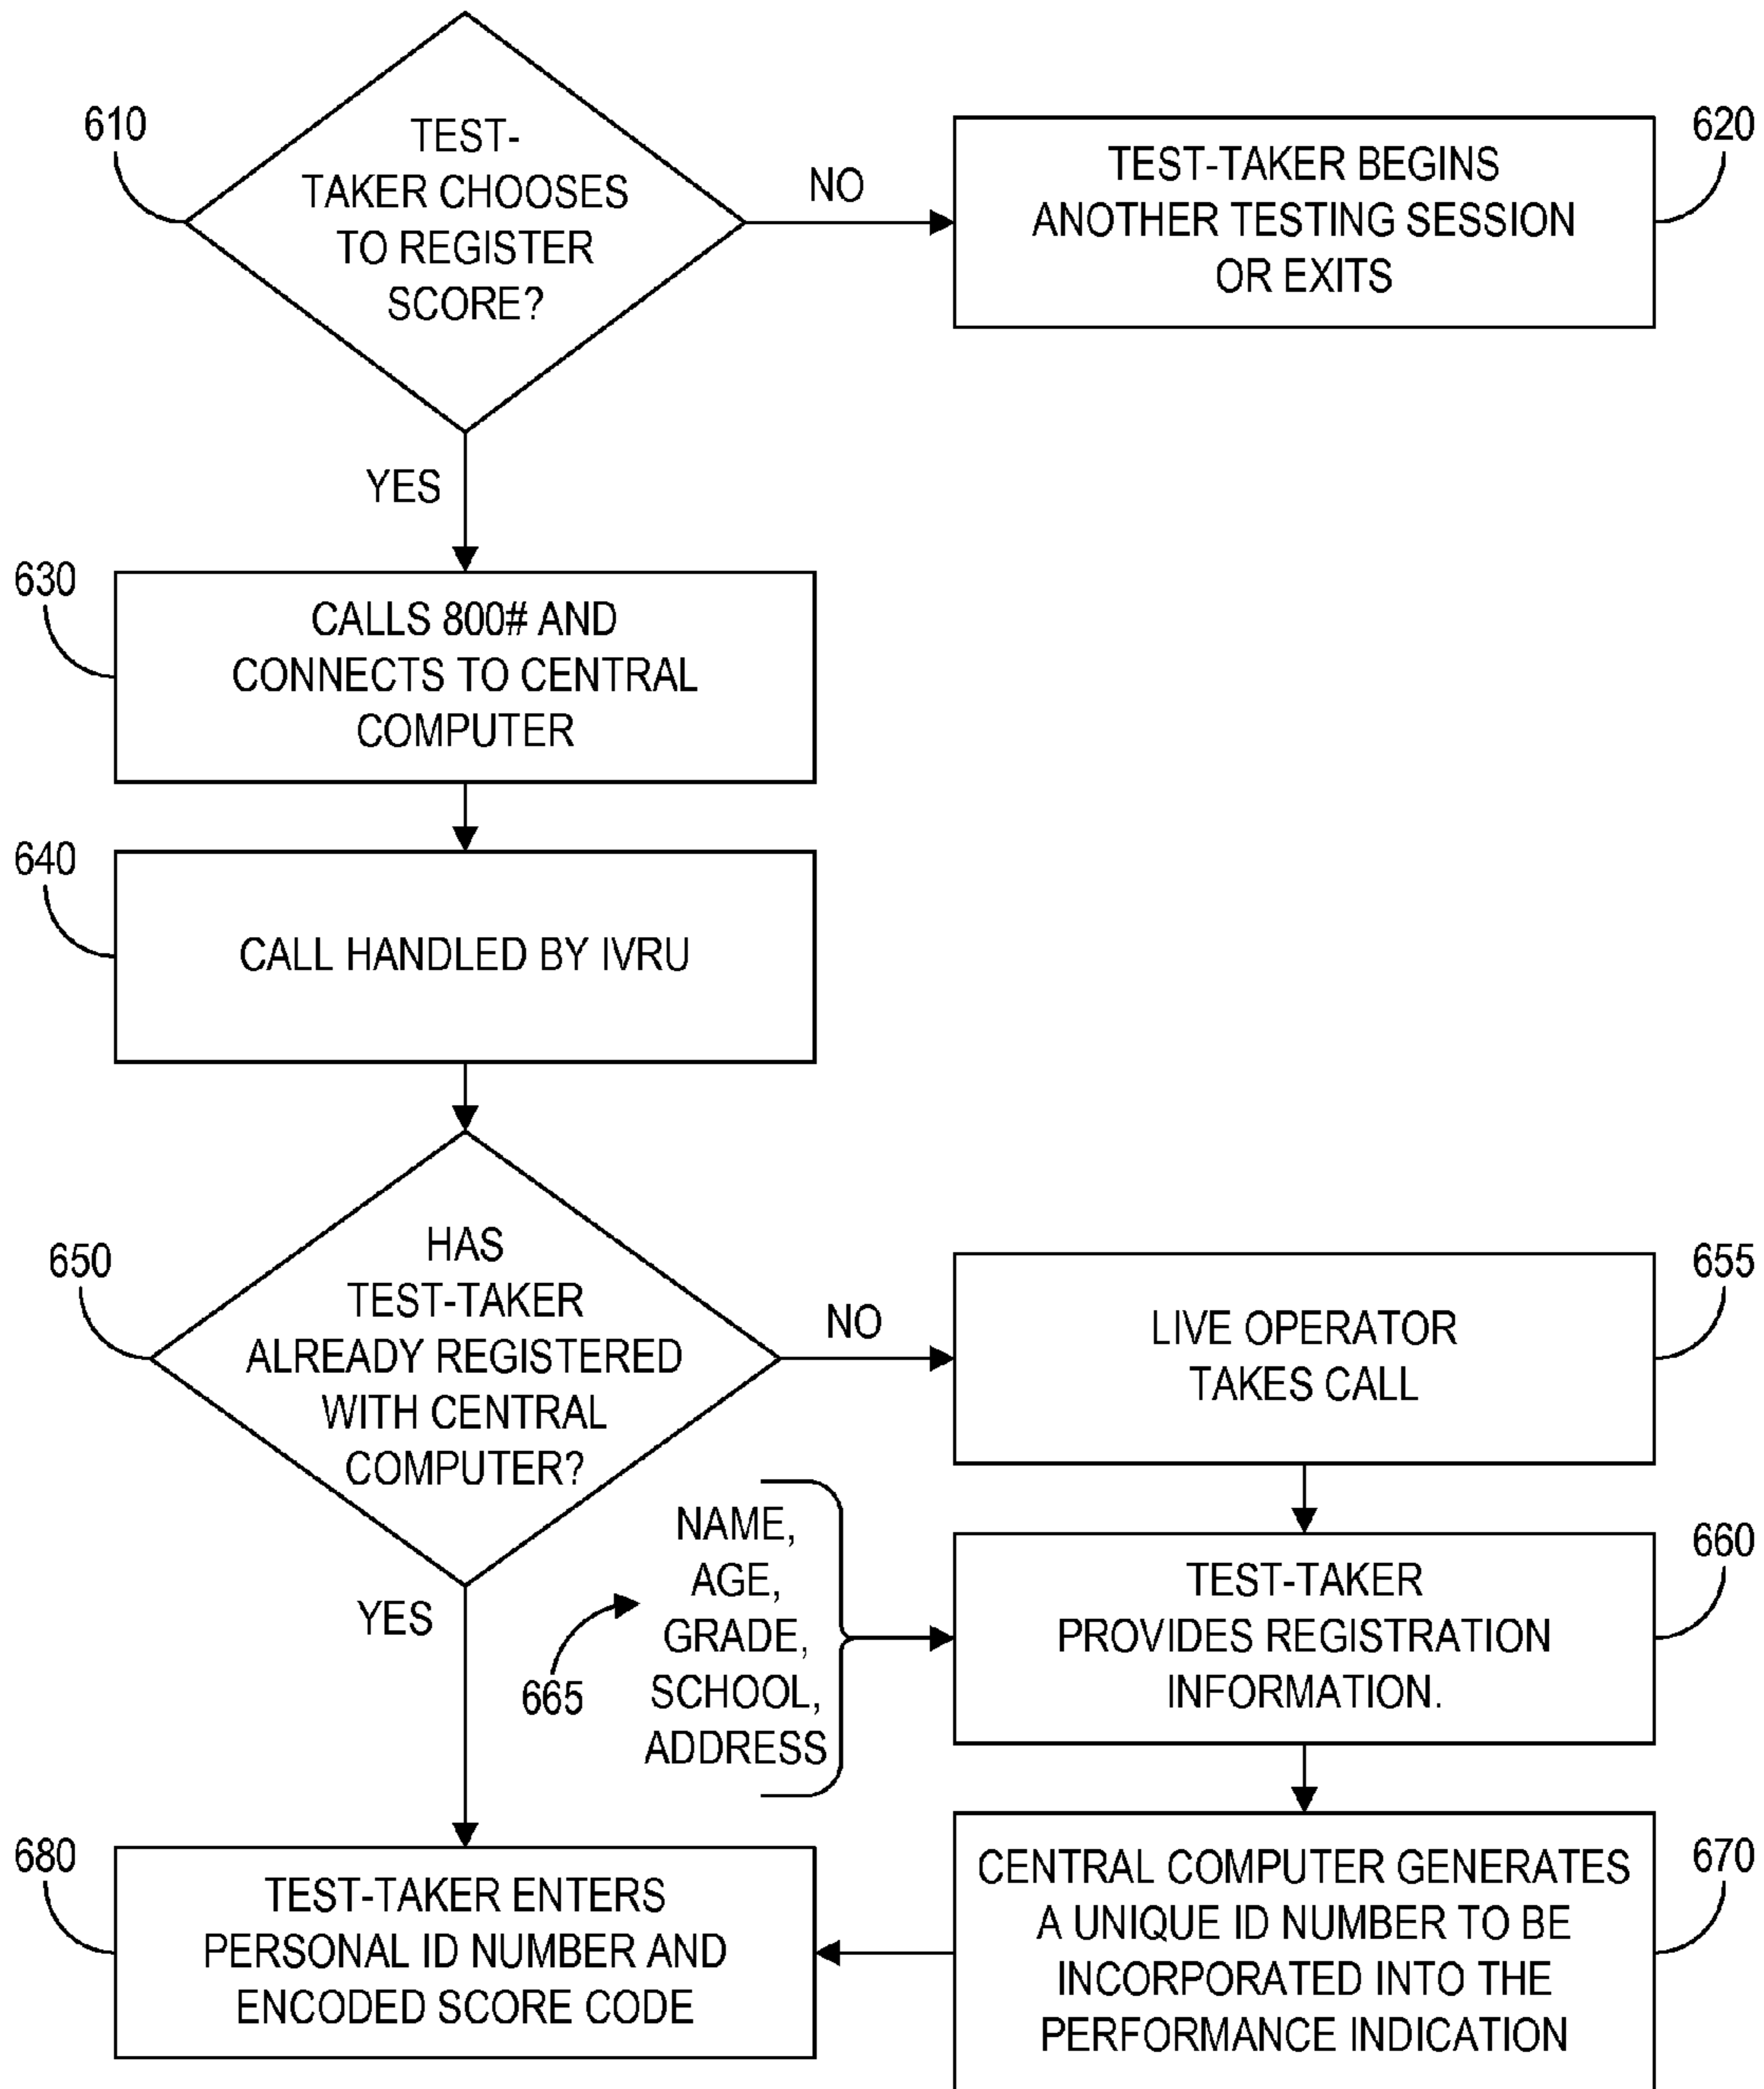 610
TEST-
TAKER CHOOSES
TO REGISTER
SCORE?
NO
620
TEST-TAKER BEGINS
ANOTHER TESTING SESSION
OR EXITS
YES
630
CALLS 800# AND
CONNECTS TO CENTRAL
COMPUTER
640
CALL HANDLED BY IVRU
650
HAS
TEST-TAKER
ALREADY REGISTERED
WITH CENTRAL
COMPUTER?
NO
655
LIVE OPERATOR
TAKES CALL
YES
665
NAME,
AGE,
GRADE,
SCHOOL,
ADDRESS
660
TEST-TAKER
PROVIDES REGISTRATION
INFORMATION.
670
CENTRAL COMPUTER GENERATES
A UNIQUE ID NUMBER TO BE
INCORPORATED INTO THE
PERFORMANCE INDICATION
680
TEST-TAKER ENTERS
PERSONAL ID NUMBER AND
ENCODED SCORE CODE